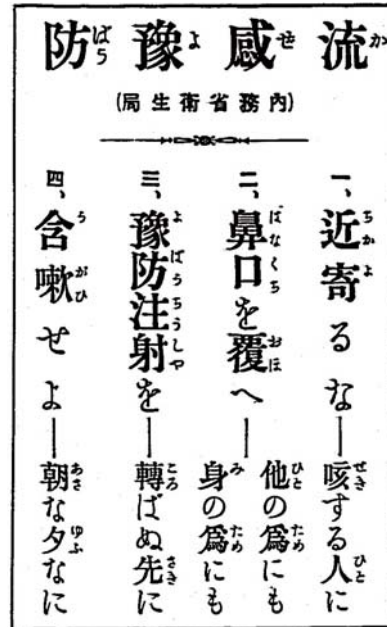 流感豫防
(内務省衛生局)
一、近寄るな――咳する人に
二、鼻口を覆へ――他の為にも身の為にも
三、豫防注射を――轉ばぬ先に
四、含嗽せよ――朝な夕なに